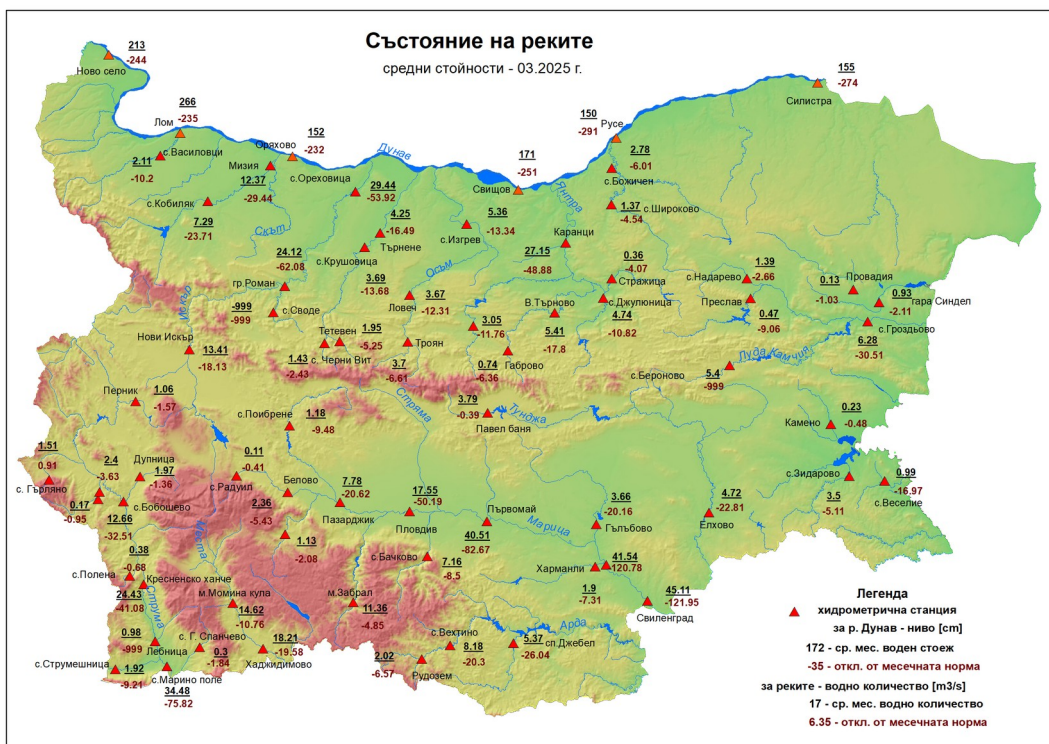 Състояние на реките
средни стойности - 03.2025 г.
213
-244
Ново село
266
-235
Лом
с.Василовци
2.11
-10.2
152
-232
Оряхово
Мизия
12.37
-29.44
с.Кобиляк
7.29
-23.71
Скът
Дунав
с.Ореховица
29.44
-53.92
171
-251
Свищов
150
-291
Русе
155
-274
Силистра
2.78
-6.01
с.Божичен
1.37
-4.54
с.Широково
Янтра
4.25
-16.49
Търнене
5.36
-13.34
с.Изгрев
Каранци
27.15
-48.88
24.12
-62.08
гр.Роман
с.Крушовица
3.69
-13.68
Осъм
Ловеч
3.67
-12.31
0.36
-4.07
Стражица
с.Джулюница
4.74
-10.82
В.Търново
5.41
-17.8
с.Надарево
1.39
-2.66
Преслав
0.47
-9.06
Провадия
0.13
-1.03
0.93
-2.11
гара Синдел
с.Гроздьово
6.28
-30.51
-999
-999
с.Своде
Искър
Нови Искър
13.41
-18.13
Тетевен
1.95
-5.25
1.43
-2.43
с. Черни Вит
Троян
3.7
-6.61
3.05
-11.76
0.74
-6.36
Габрово
Луда Камчия
с.Бероново
5.4
-999
Перник
1.06
-1.57
с.Поибрене
1.18
-9.48
Стряма
3.79
-0.39
Павел баня
Тунджа
Камено
0.23
-0.48
с.Зидарово
3.5
-5.11
0.99
-16.97
с.Веселие
1.51
0.91
с. Гърляно
2.4
-3.63
Дупница
1.97
-1.36
0.17
-0.95
12.66
-32.51
с.Бобошево
0.11
-0.41
с.Радуил
Белово
2.36
-5.43
7.78
-20.62
Пазарджик
17.55
-50.19
Пловдив
Първомай
40.51
-82.67
Марица
3.66
-20.16
Гълъбово
4.72
-22.81
Елхово
1.13
-2.08
Места
0.38
-0.68
с.Полена
Кресненско ханче
24.43
-41.08
Струма
с.Бачково
7.16
-8.5
Харманли
41.54
-120.78
1.9
-7.31
45.11
-121.95
Свиленград
м.Момина кула
14.62
-10.76
м.Забрал
11.36
-4.85
Арда
0.98
-999
Лебница
с. Г. Спанчево
0.3
-1.84
18.21
-19.58
Хаджидимово
с.Вехтино
8.18
-20.3
5.37
-26.04
сп.Джебел
2.02
-6.57
Рудозем
с.Струмешница
1.92
-9.21
с.Марино поле
34.48
-75.82
Легенда
хидрометрична станция
за р. Дунав - ниво [cm]
172 - ср. мес. воден стоеж
-35 - откл. от месечната норма
за реките - водно количество [m3/s]
17 - ср. мес. водно количество
6.35 - откл. от месечната норма